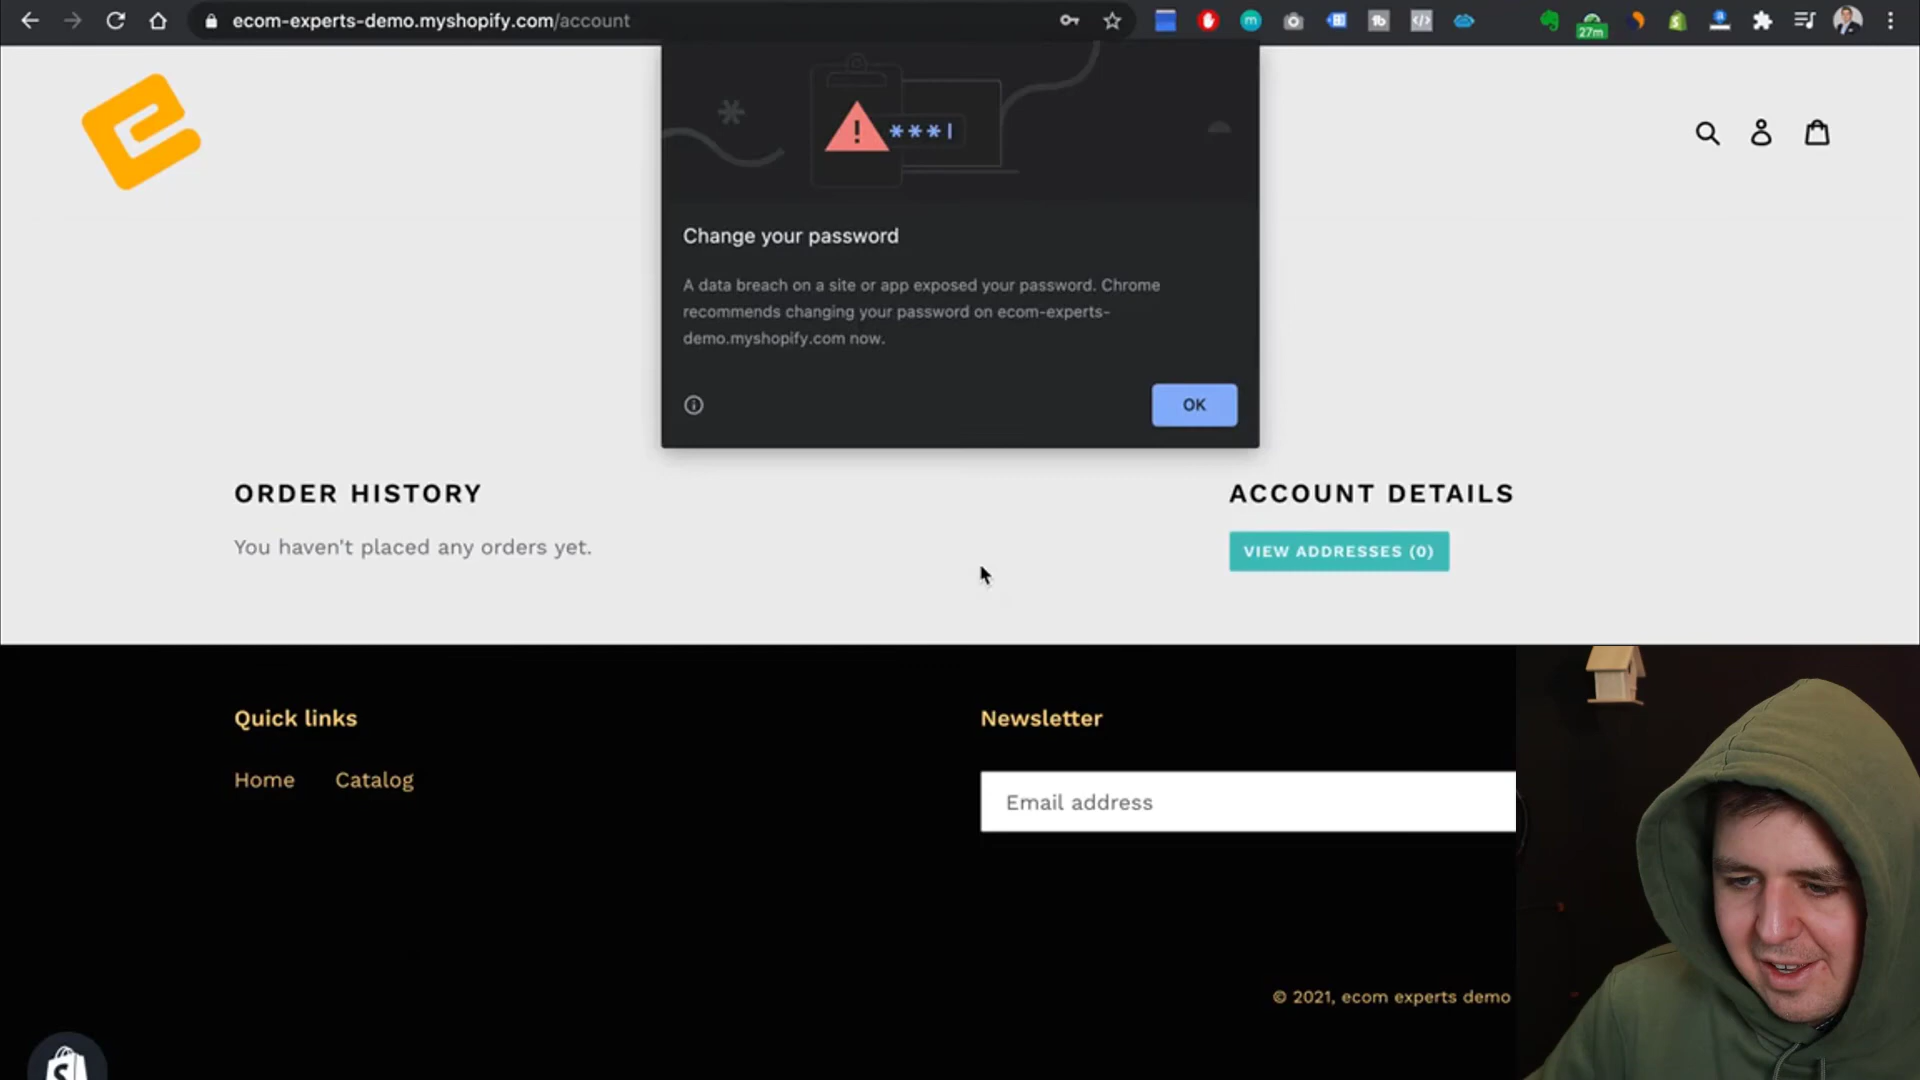 ecom-experts-demo.myshopify.com/account
27m
***|
Change your password
A data breach on a site or app exposed your password. Chrome
recommends changing your password on ecom-experts-
demo.myshopify.com now.
OK
ORDER HISTORY
You haven't placed any orders yet.
ACCOUNT DETAILS
VIEW ADDRESSES (0)
Quick links
Home Catalog
Newsletter
Email address
© 2021, ecom experts demo